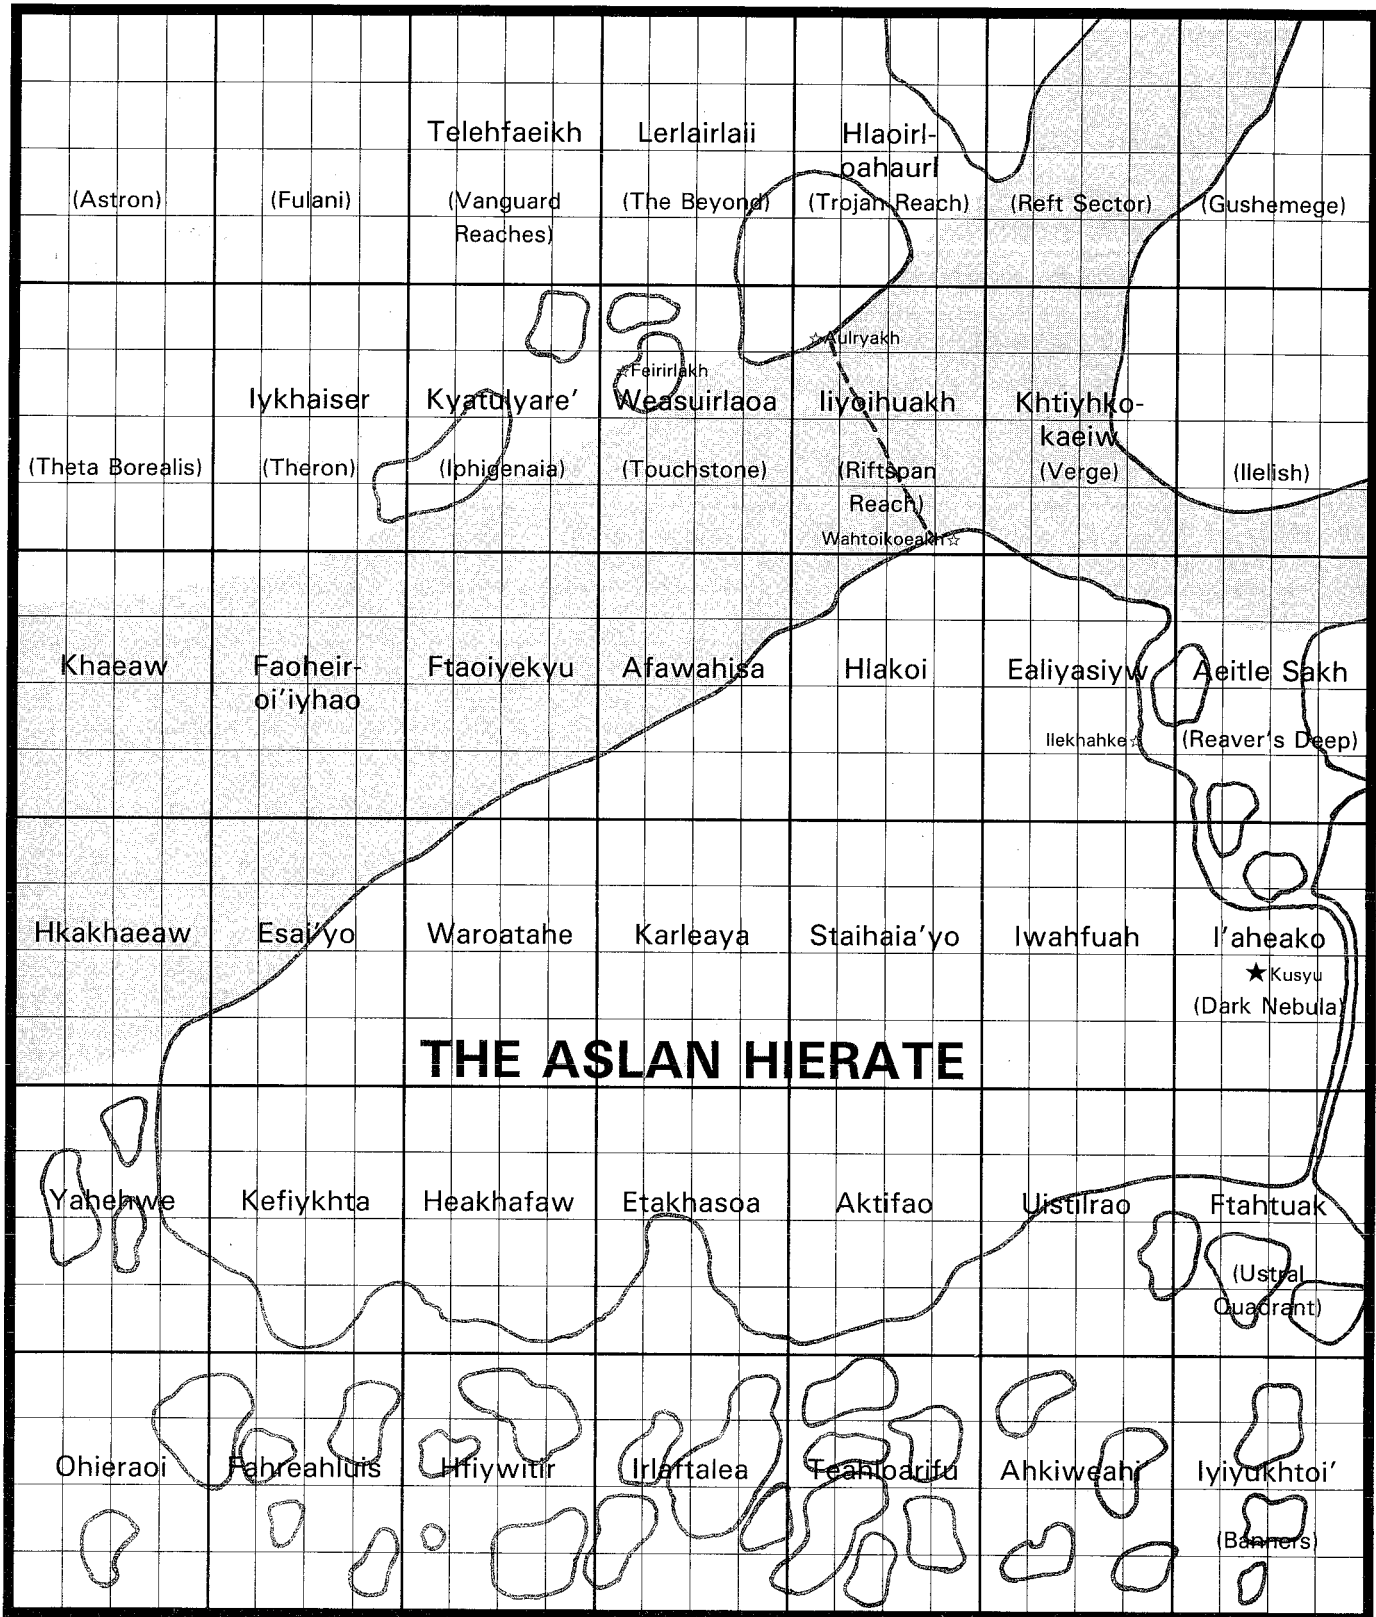 Telehfaeikh
Lerlairlaii
Hlaoirl-
oahaurl
(Astron)
(Fulani)
(Vanguard
Reaches)
(The Beyond)
(Trojan Reach)
(Reft Sector)
(Gushemege)
☆Aulryakh
☆Feirirlakh
Iykhaiser
Kyatulyare'
Weasuirlaoa
Iiyoihuakh
Khtiyhko-
kaeiw
(Theta Borealis)
(Theron)
(Iphigenaia)
(Touchstone)
(Riftspan
Reach)
(Verge)
(Ilelish)
Wahtoikoeakh☆
Khaeaw
Faoheir-
oi'iyhao
Ftaoiyekyu
Afawahisa
Hlakoi
Ealiyasiyw
Aeitle Sakh
Ilekhahke☆
(Reaver's Deep)
Hkakhaeaw
Esai'yo
Waroatahe
Karleaya
Staihaia'yo
Iwahfuah
I'aheako
★Kusyu
(Dark Nebula)
THE ASLAN HIERATE
Yahehwe
Kefiykhta
Heakhafaw
Etakhasoa
Aktifao
Uistilrao
Ftahtuak
(Ustral
Quadrant)
Ohieraoi
Fahreahluis
Hfiywitir
Irlaftalea
Teahloarifu
Ahkiweahi
Iyiyukhtoi'
(Banners)